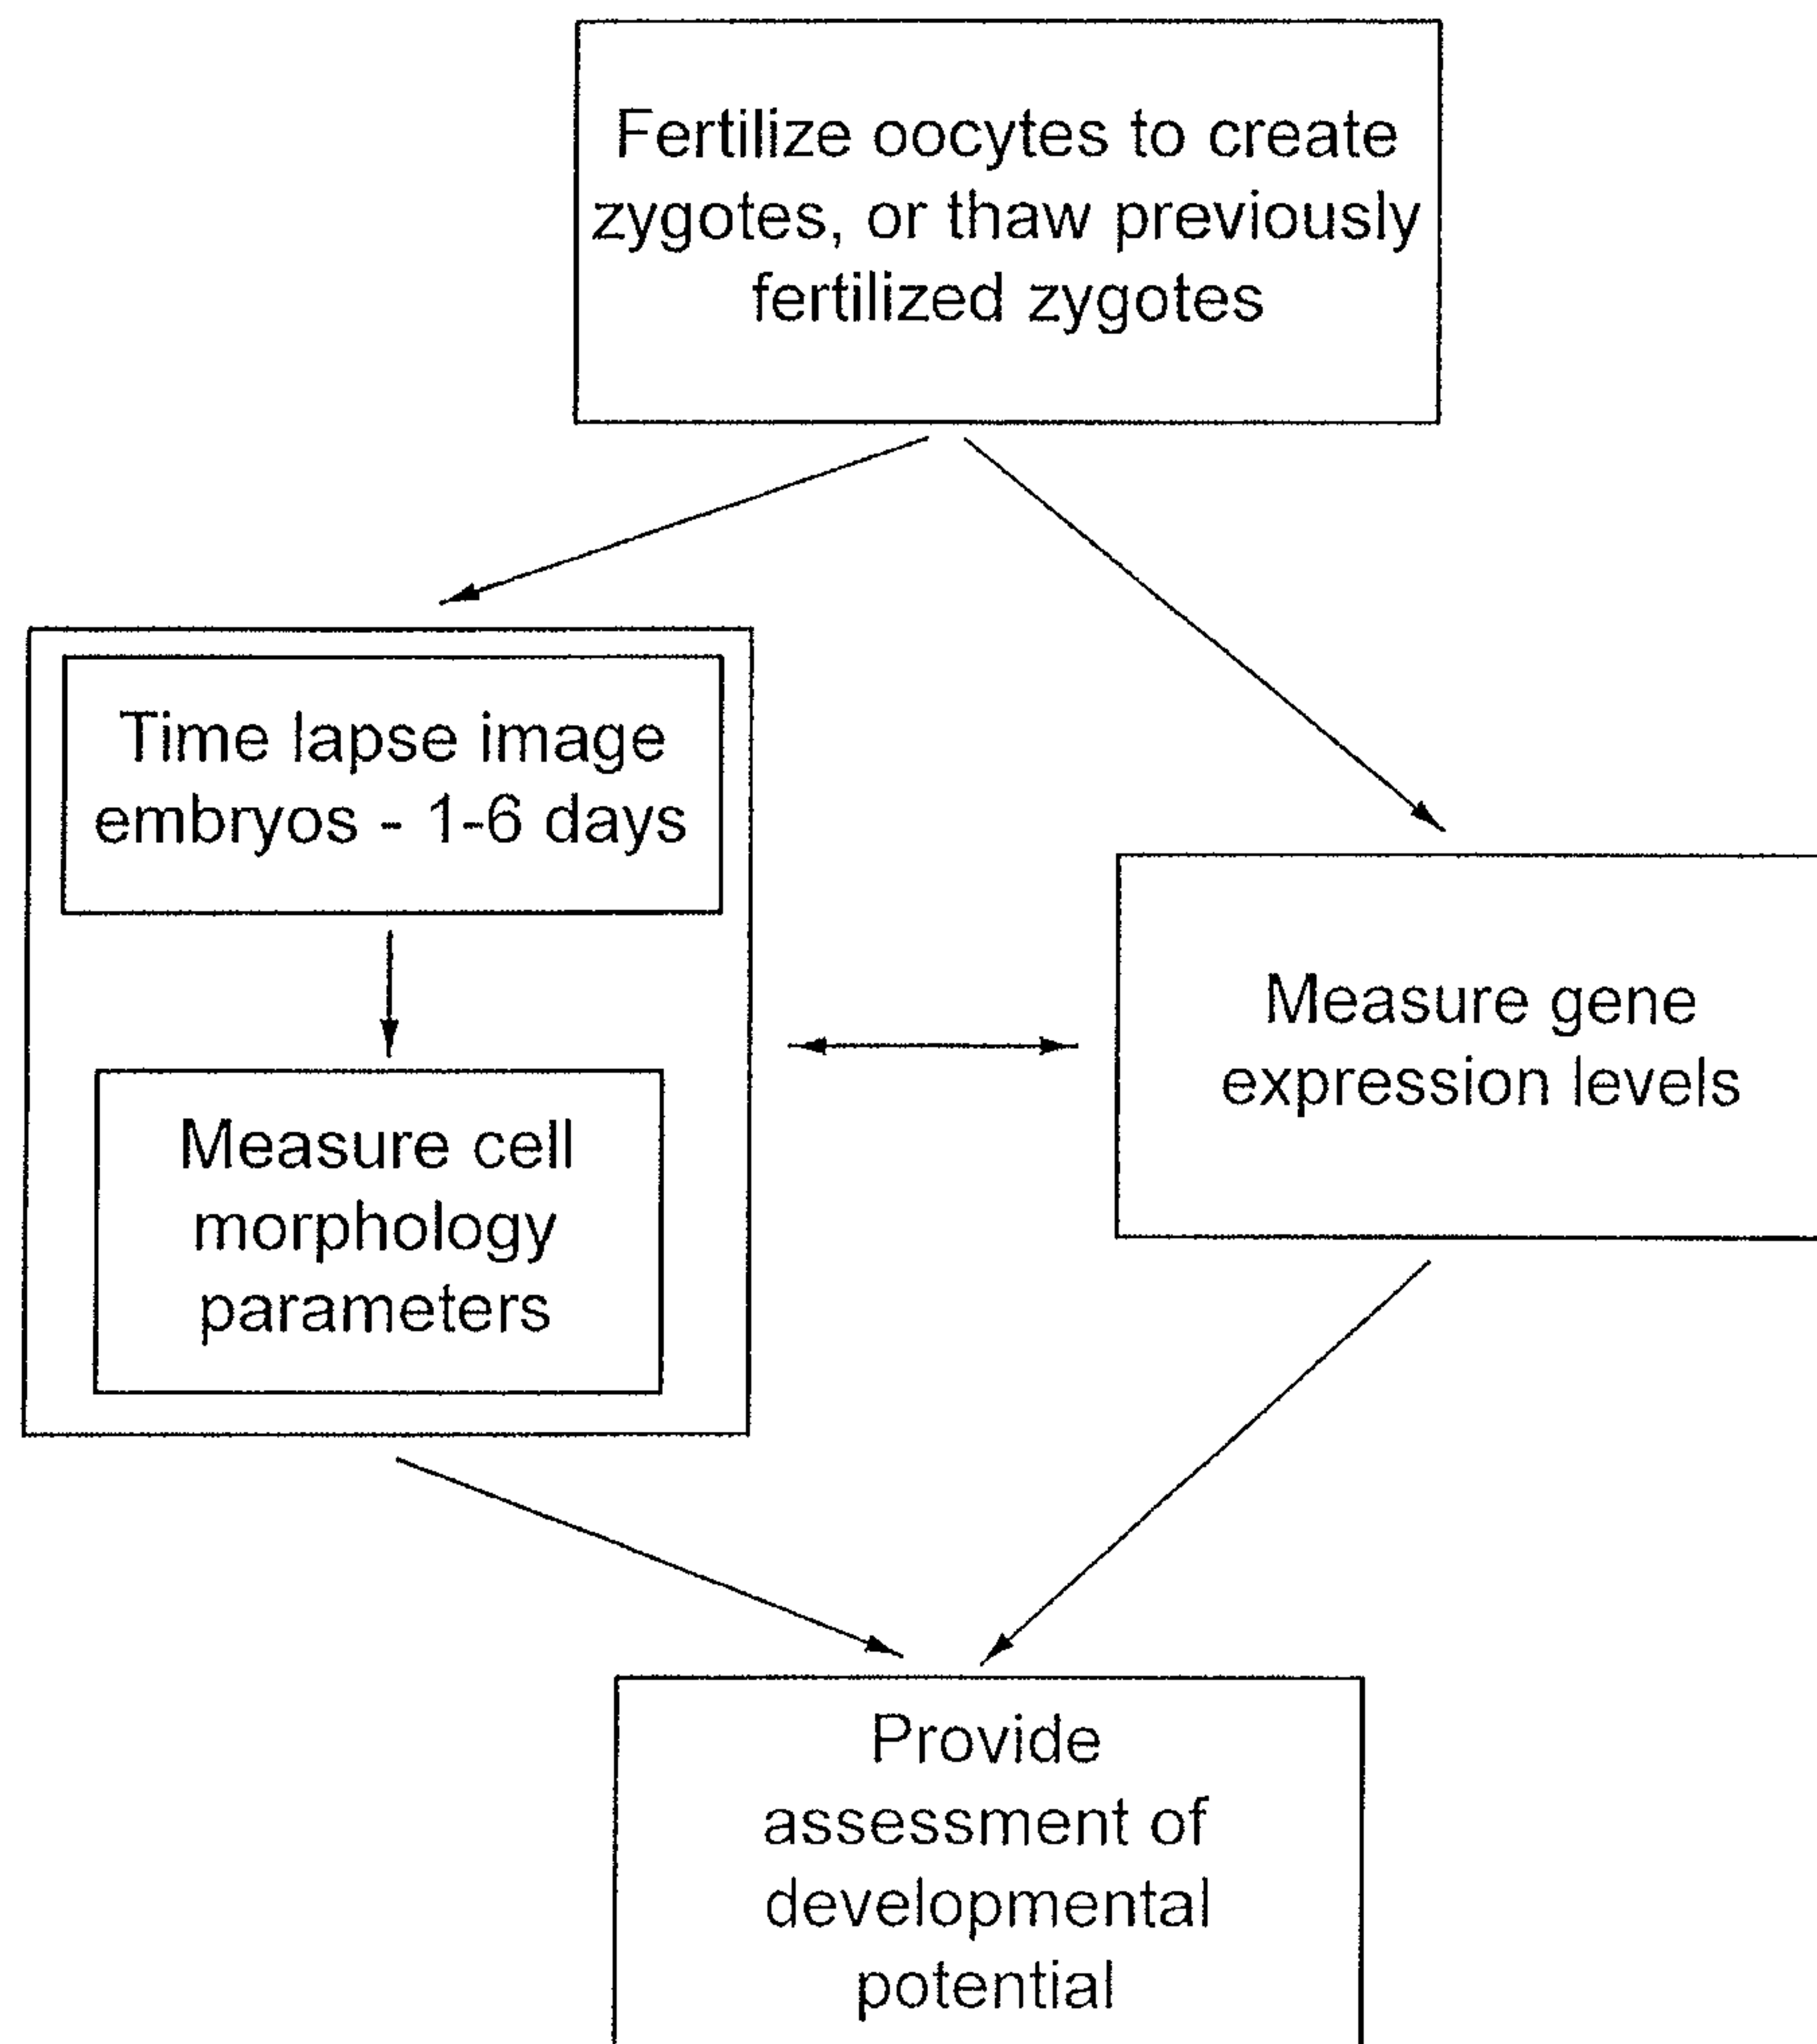 Fertilize oocytes to create
zygotes, or thaw previously
fertilized zygotes
Time lapse image
embryos - 1-6 days
Measure cell
morphology
parameters
Measure gene
expression levels
Provide
assessment of
developmental
potential